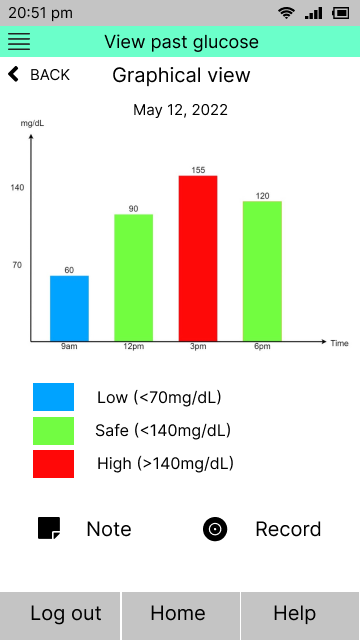 20:51 pm
View past glucose
BACK
Graphical view
May 12, 2022
mg/dL
155
140
120
90
70
60
9am 12pm 3pm 6pm Time
Low (<70mg/dL)
Safe (<140mg/dL)
High (>140mg/dL)
Note Record
Log out Home Help